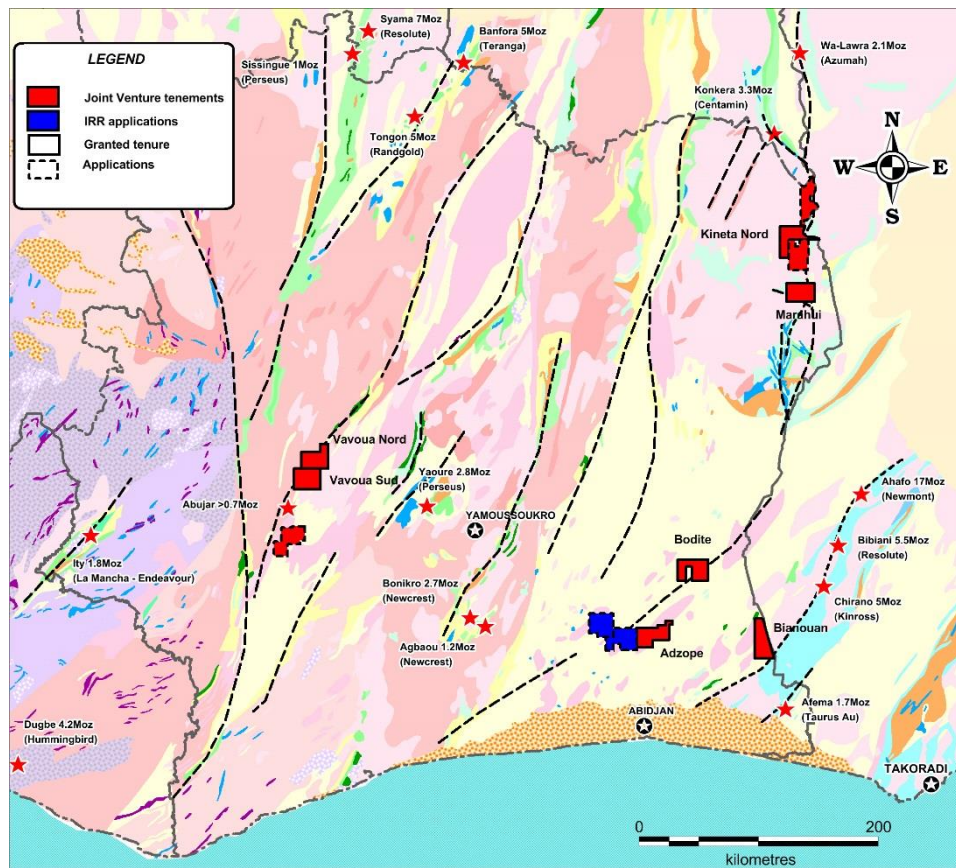 LEGEND
Joint Venture tenements
IRR applications
Granted tenure
Applications
Syama 7Moz
(Resolute)
Sissingue 1Moz
(Perseus)
Banfora 5Moz
(Teranga)
Tongon 5Moz
(Randgold)
Wa-Lawra 2.1Moz
(Azumah)
Konkera 3.3Moz
(Centamin)
N
W
E
S
Kineta Nord
Marahui
Vavoua Nord
Vavoua Sud
Abujar >0.7Moz
Yaoure 2.8Moz
(Perseus)
YAMOUSSOUKRO
Ity 1.8Moz
(La Mancha - Endeavour)
Ahafo 17Moz
(Newmont)
Bibiani 5.5Moz
(Resolute)
Chirano 5Moz
(Kinross)
Bodite
Bonikro 2.7Moz
(Newcrest)
Agbaou 1.2Moz
(Newcrest)
Adzope
Bianouan
Afema 1.7Moz
(Taurus Au)
Dugbe 4.2Moz
(Hummingbird)
ABIDJAN
TAKORADI
0
200
kilometres